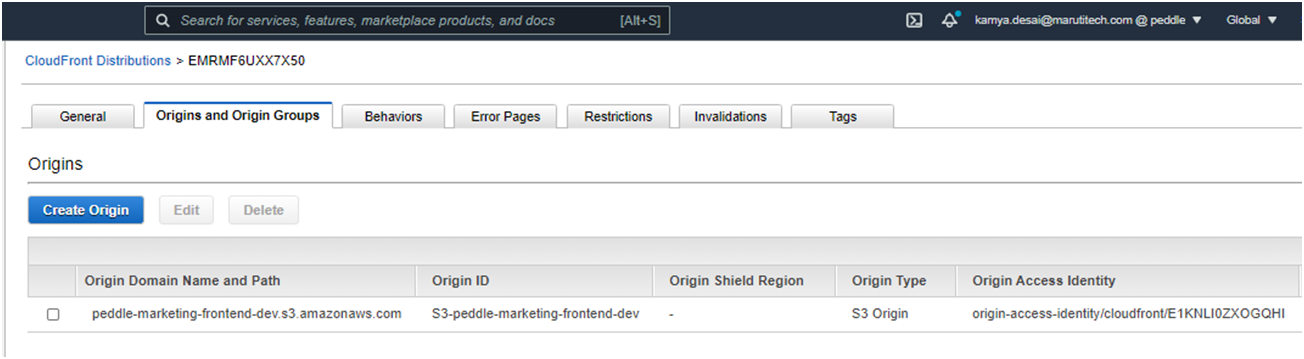 Search for services, features, marketplace products, and docs [Alt+S] kamya.desai@marutitech.com @ peddle Global
CloudFront Distributions > EMRMF6UXX7X50
General Origins and Origin Groups Behaviors Error Pages Restrictions Invalidations Tags
Origins
Create Origin Edit Delete
Origin Domain Name and Path Origin ID Origin Shield Region Origin Type Origin Access Identity
peddle-marketing-frontend-dev.s3.amazonaws.com S3-peddle-marketing-frontend-dev - S3 Origin origin-access-identity/cloudfront/E1KNLI0ZXOGQHI